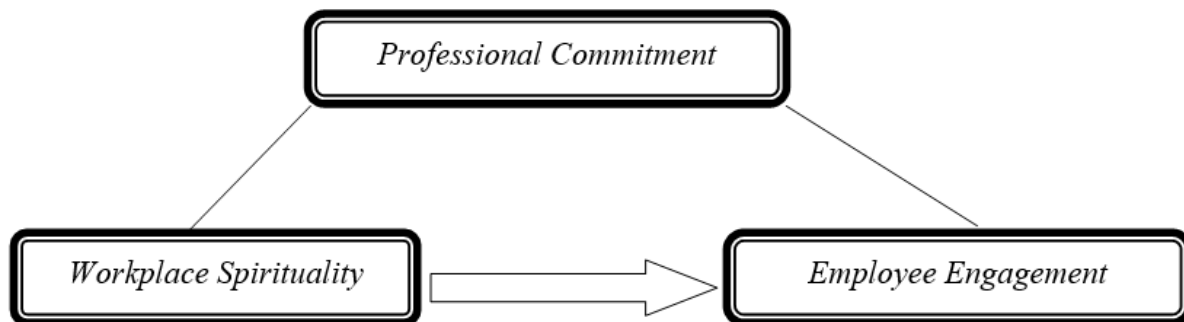 Professional Commitment
Workplace Spirituality
Employee Engagement